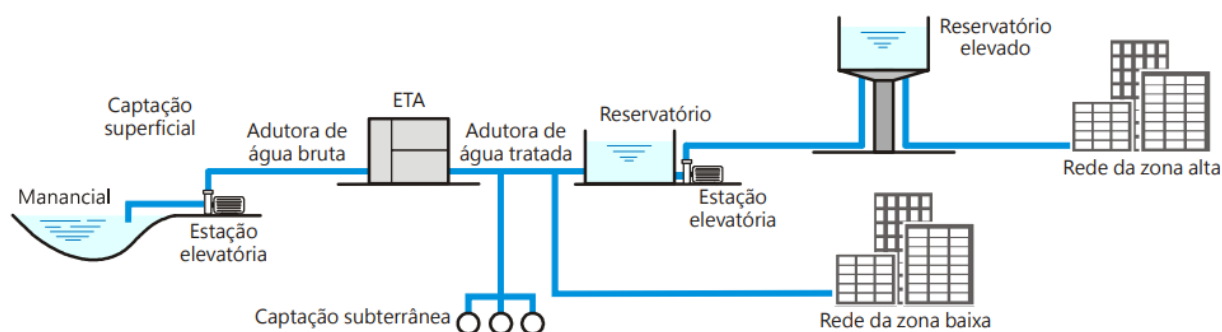 Captação
superficial
Manancial
Estação
elevatória
Adutora de
água bruta
ETA
Adutora de
água tratada
Captação subterrânea
Reservatório
Estação
elevatória
Reservatório
elevado
Rede da zona alta
Rede da zona baixa